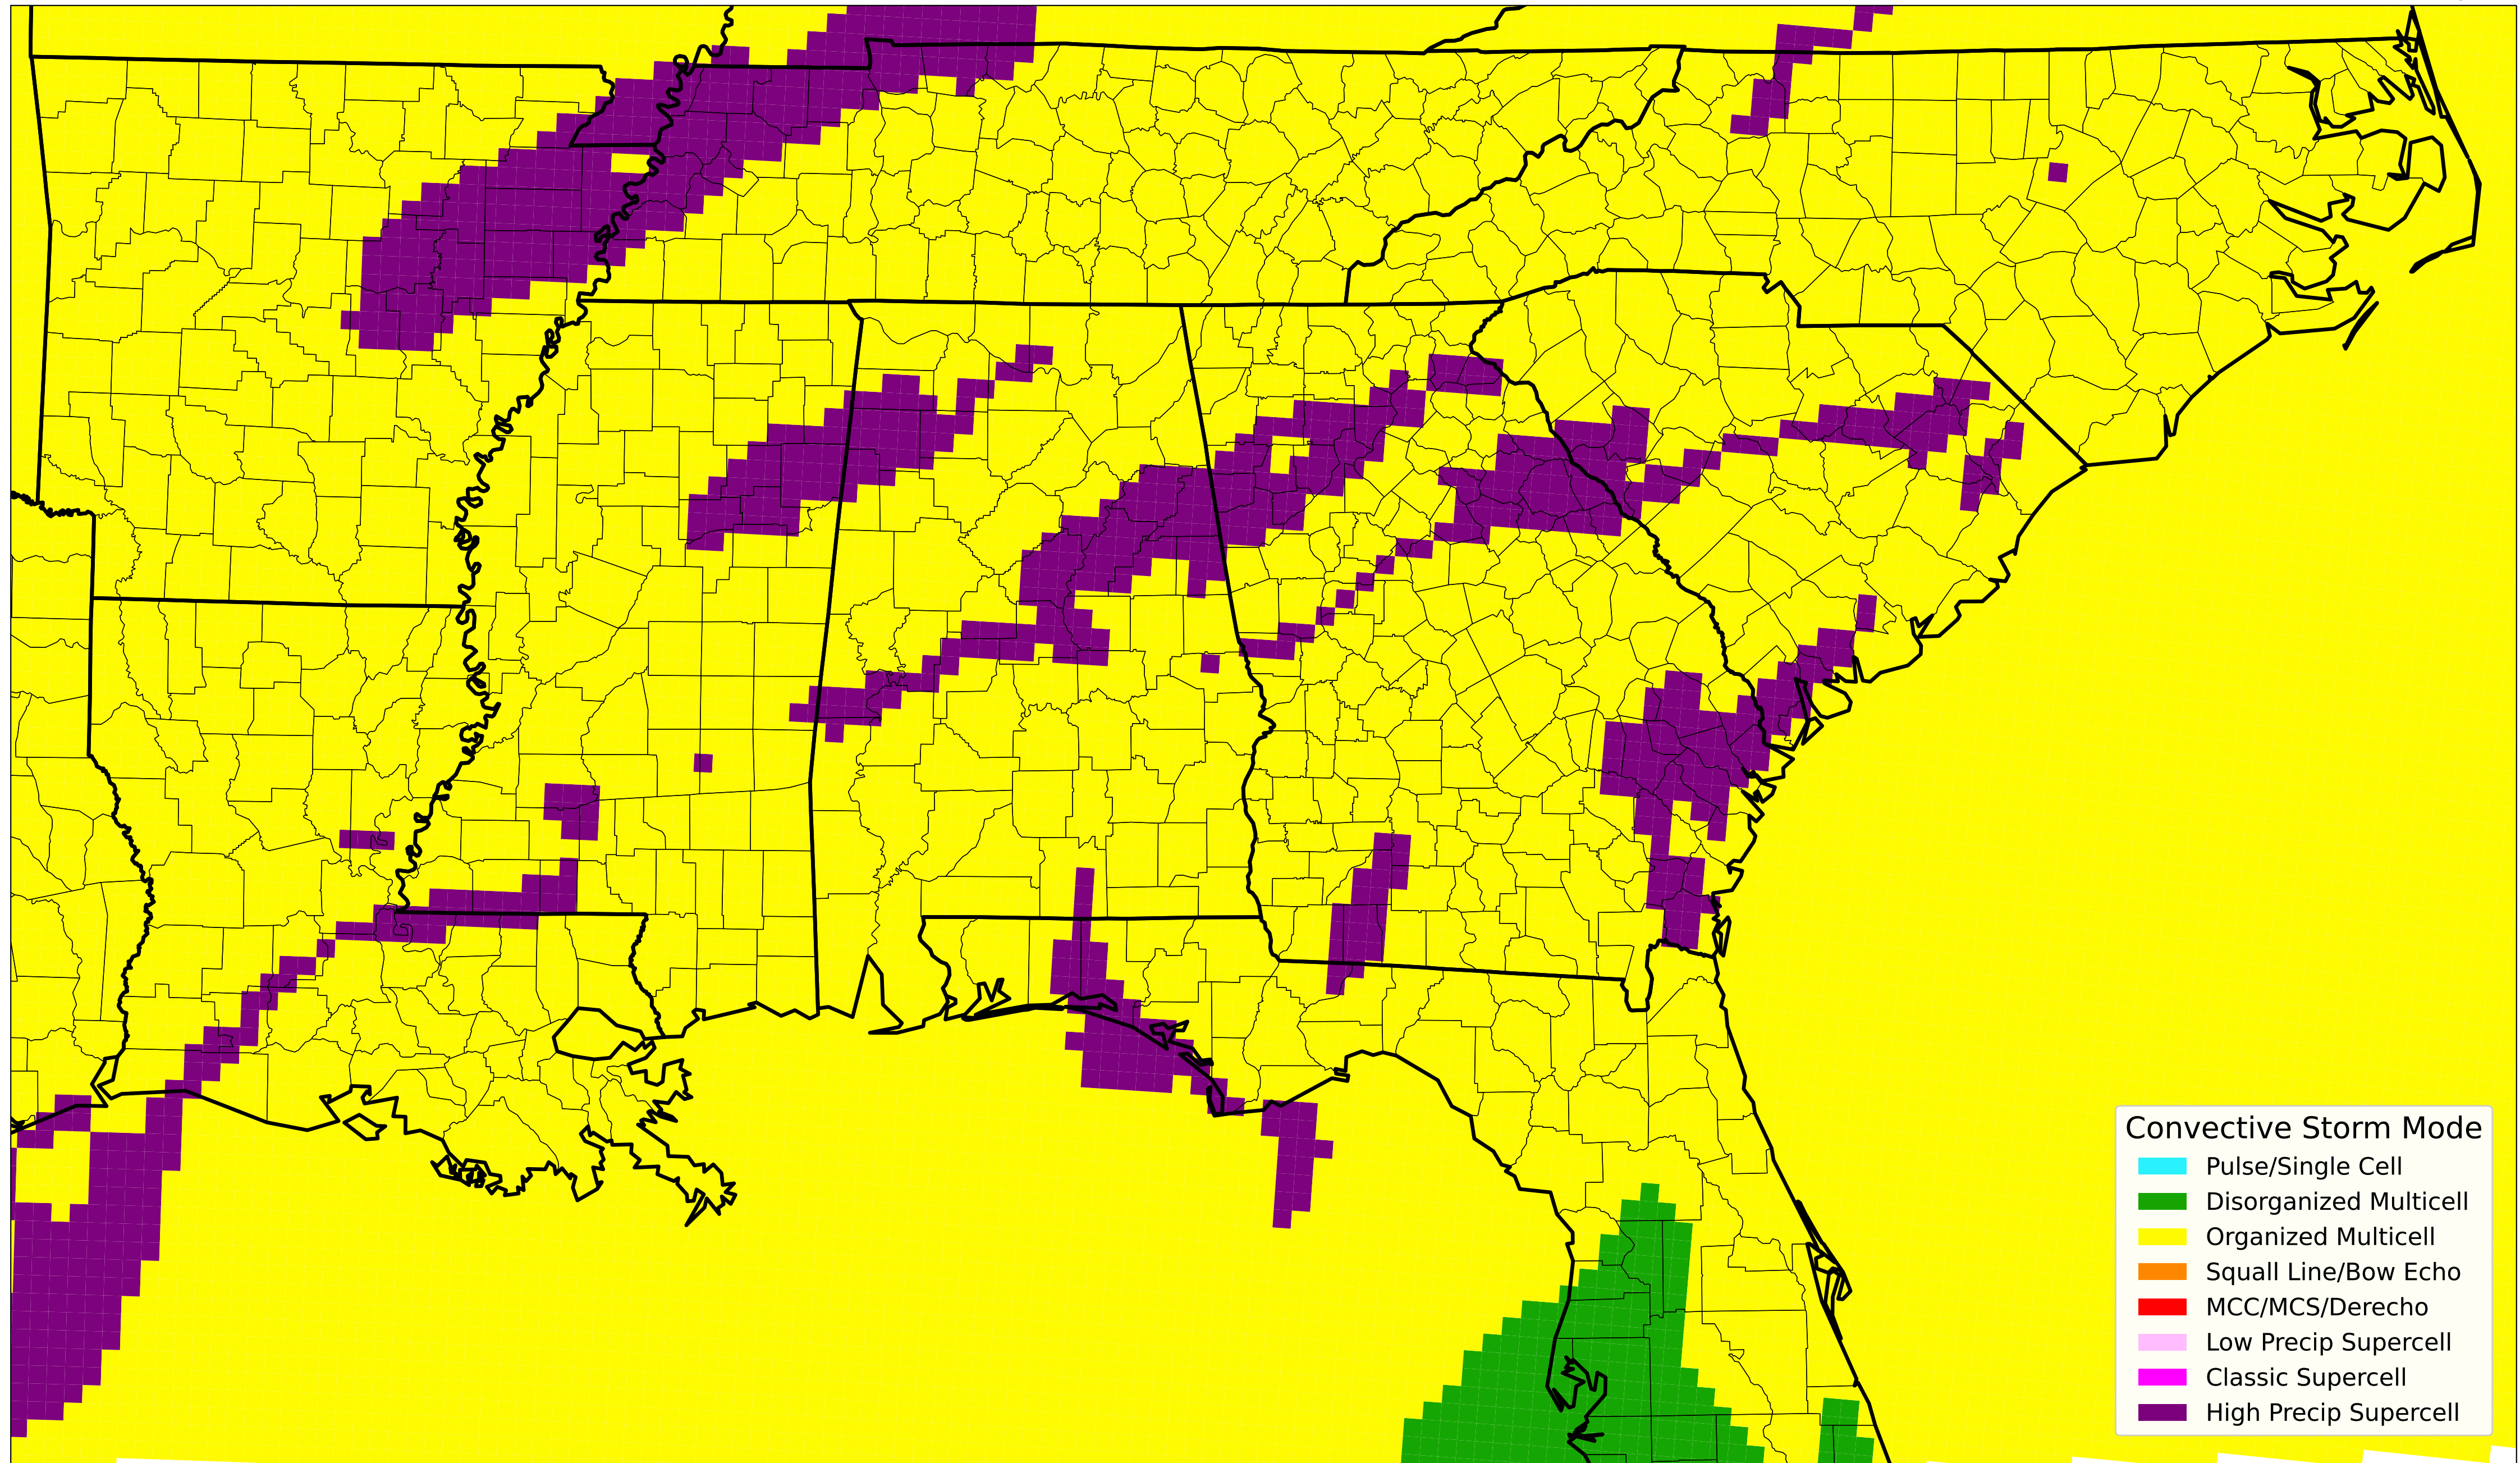 Convective Storm Mode
Pulse/Single Cell
Disorganized Multicell
Organized Multicell
Squall Line/Bow Echo
MCC/MCS/Derecho
Low Precip Supercell
Classic Supercell
High Precip Supercell